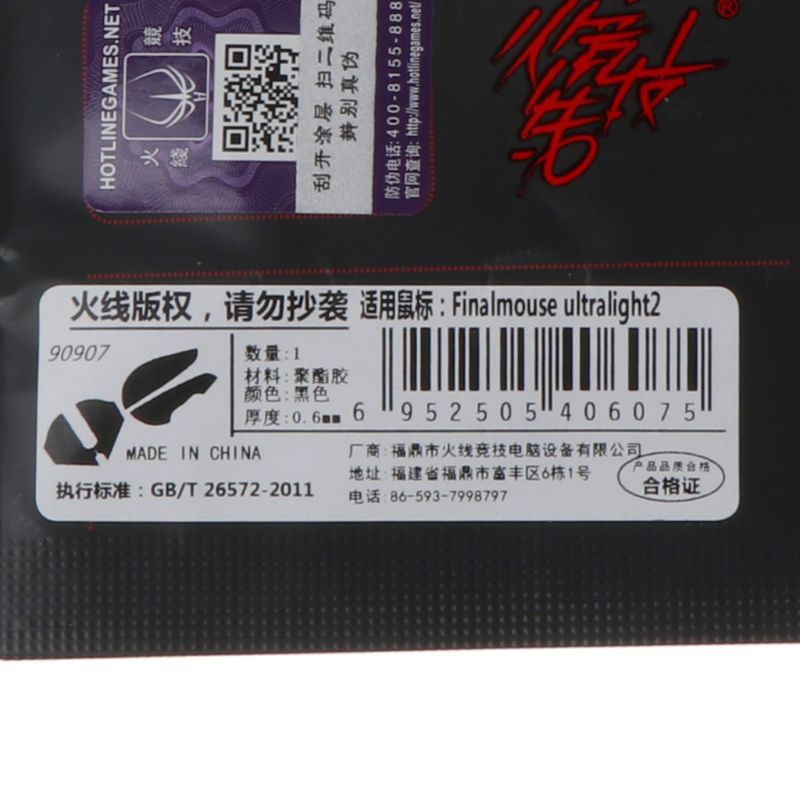 HOTLINEGAMES.NET
火 線 競 技
刮开涂层 扫二维码
辨别真伪
防伪电话:400-8155-888
官网查询: http://www.hotlinegames.net/
®
火线版权，请勿抄袭 适用鼠标：Finalmouse ultralight2
90907
数量:1
材料:聚酯胶
颜色:黑色
厚度:0.6mm
6 952505 406075
MADE IN CHINA
执行标准：GB/T 26572-2011
厂商:福鼎市火线竞技电脑设备有限公司
地址:福建省福鼎市富丰区6栋1号
电话:86-593-7998797
产品品质合格
合格证